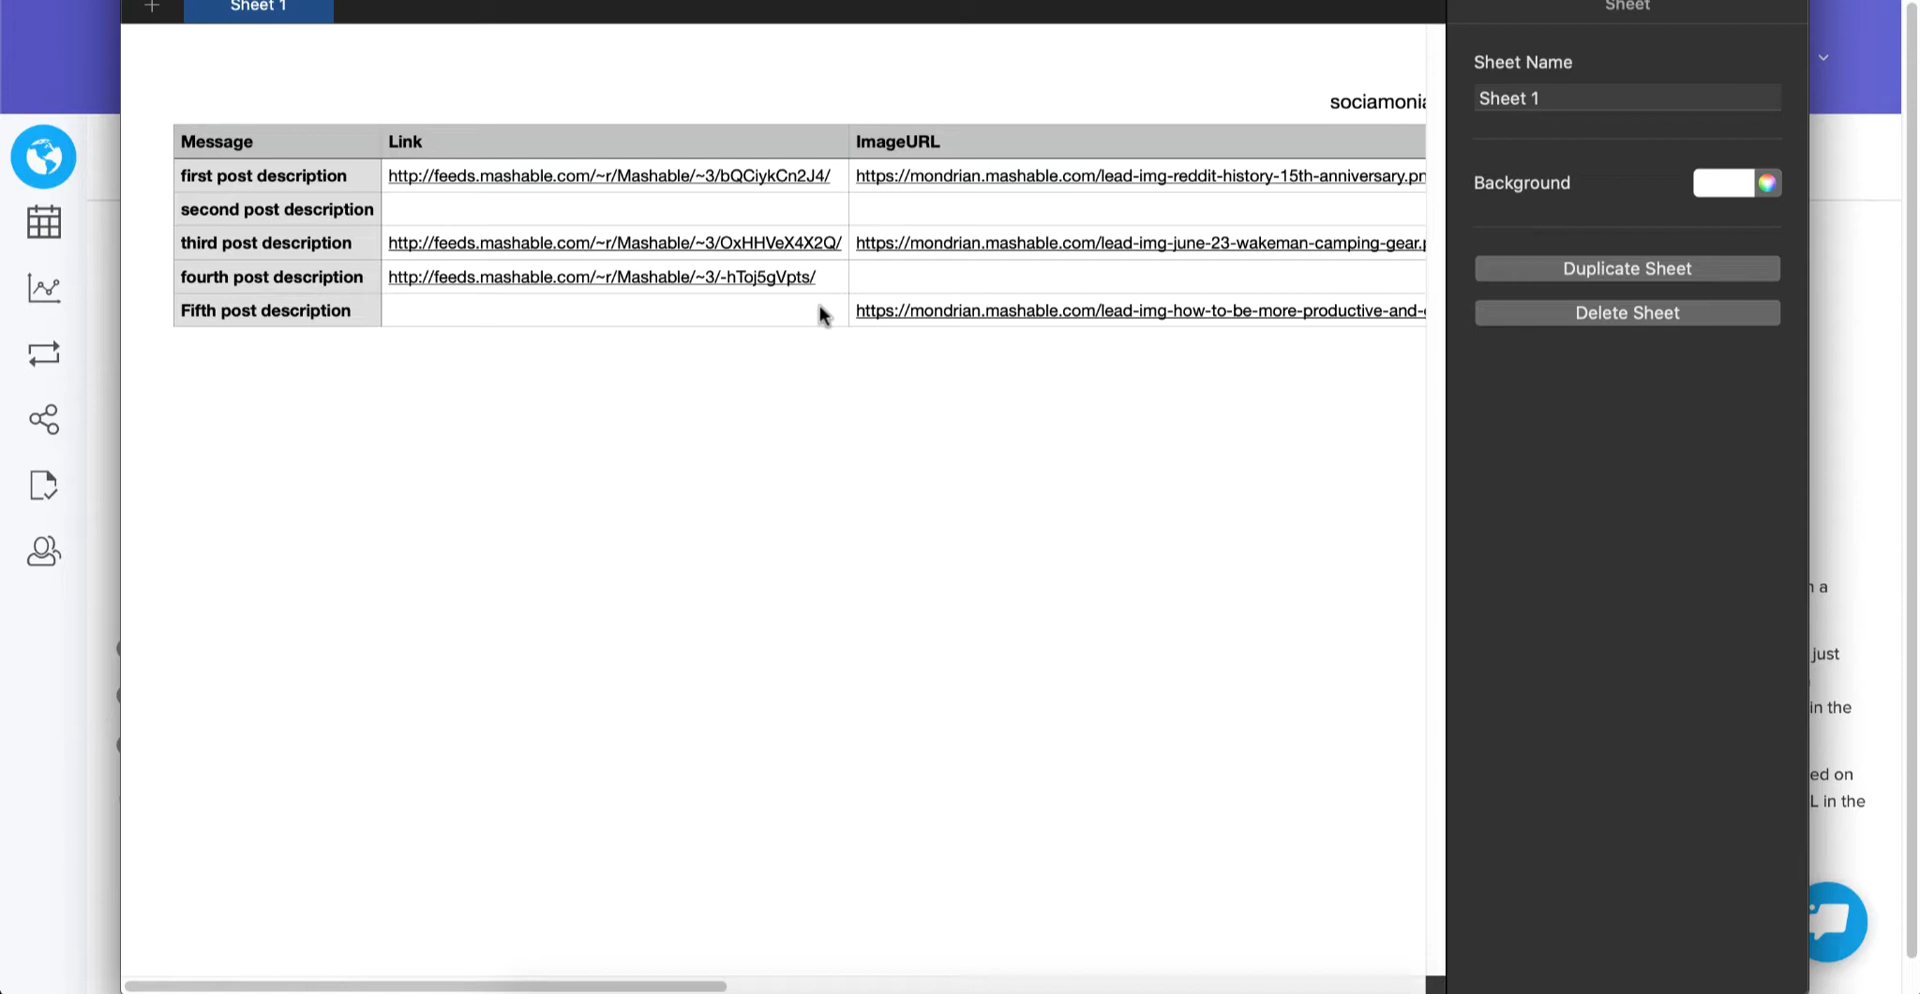 Sheet 1
Sheet
Sheet Name
Sheet 1
Background
Duplicate Sheet
Delete Sheet
sociamonia
Message Link ImageURL
first post description http://feeds.mashable.com/~r/Mashable/~3/bQCiykCn2J4/ https://mondrian.mashable.com/lead-img-reddit-history-15th-anniversary.pn
second post description
third post description http://feeds.mashable.com/~r/Mashable/~3/OxHHVeX4X2Q/ https://mondrian.mashable.com/lead-img-june-23-wakeman-camping-gear.p
fourth post description http://feeds.mashable.com/~r/Mashable/~3/-hToj5gVpts/
Fifth post description https://mondrian.mashable.com/lead-img-how-to-be-more-productive-and-
a
just
in the
ed on
L in the